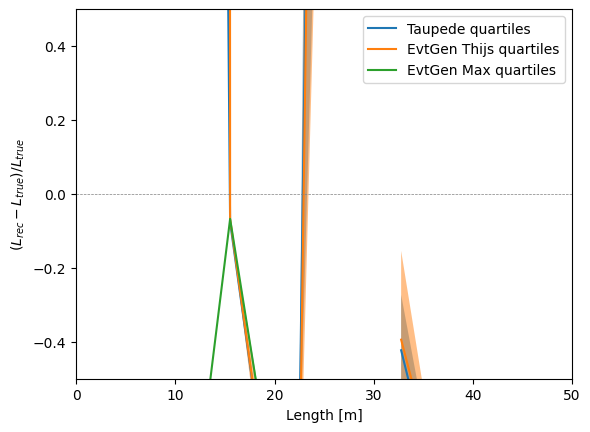 Taupede quartiles
EvtGen Thijs quartiles
EvtGen Max quartiles
0.4
0.2
0.0
−0.2
−0.4
(L_rec − L_true)/L_true
0 10 20 30 40 50
Length [m]